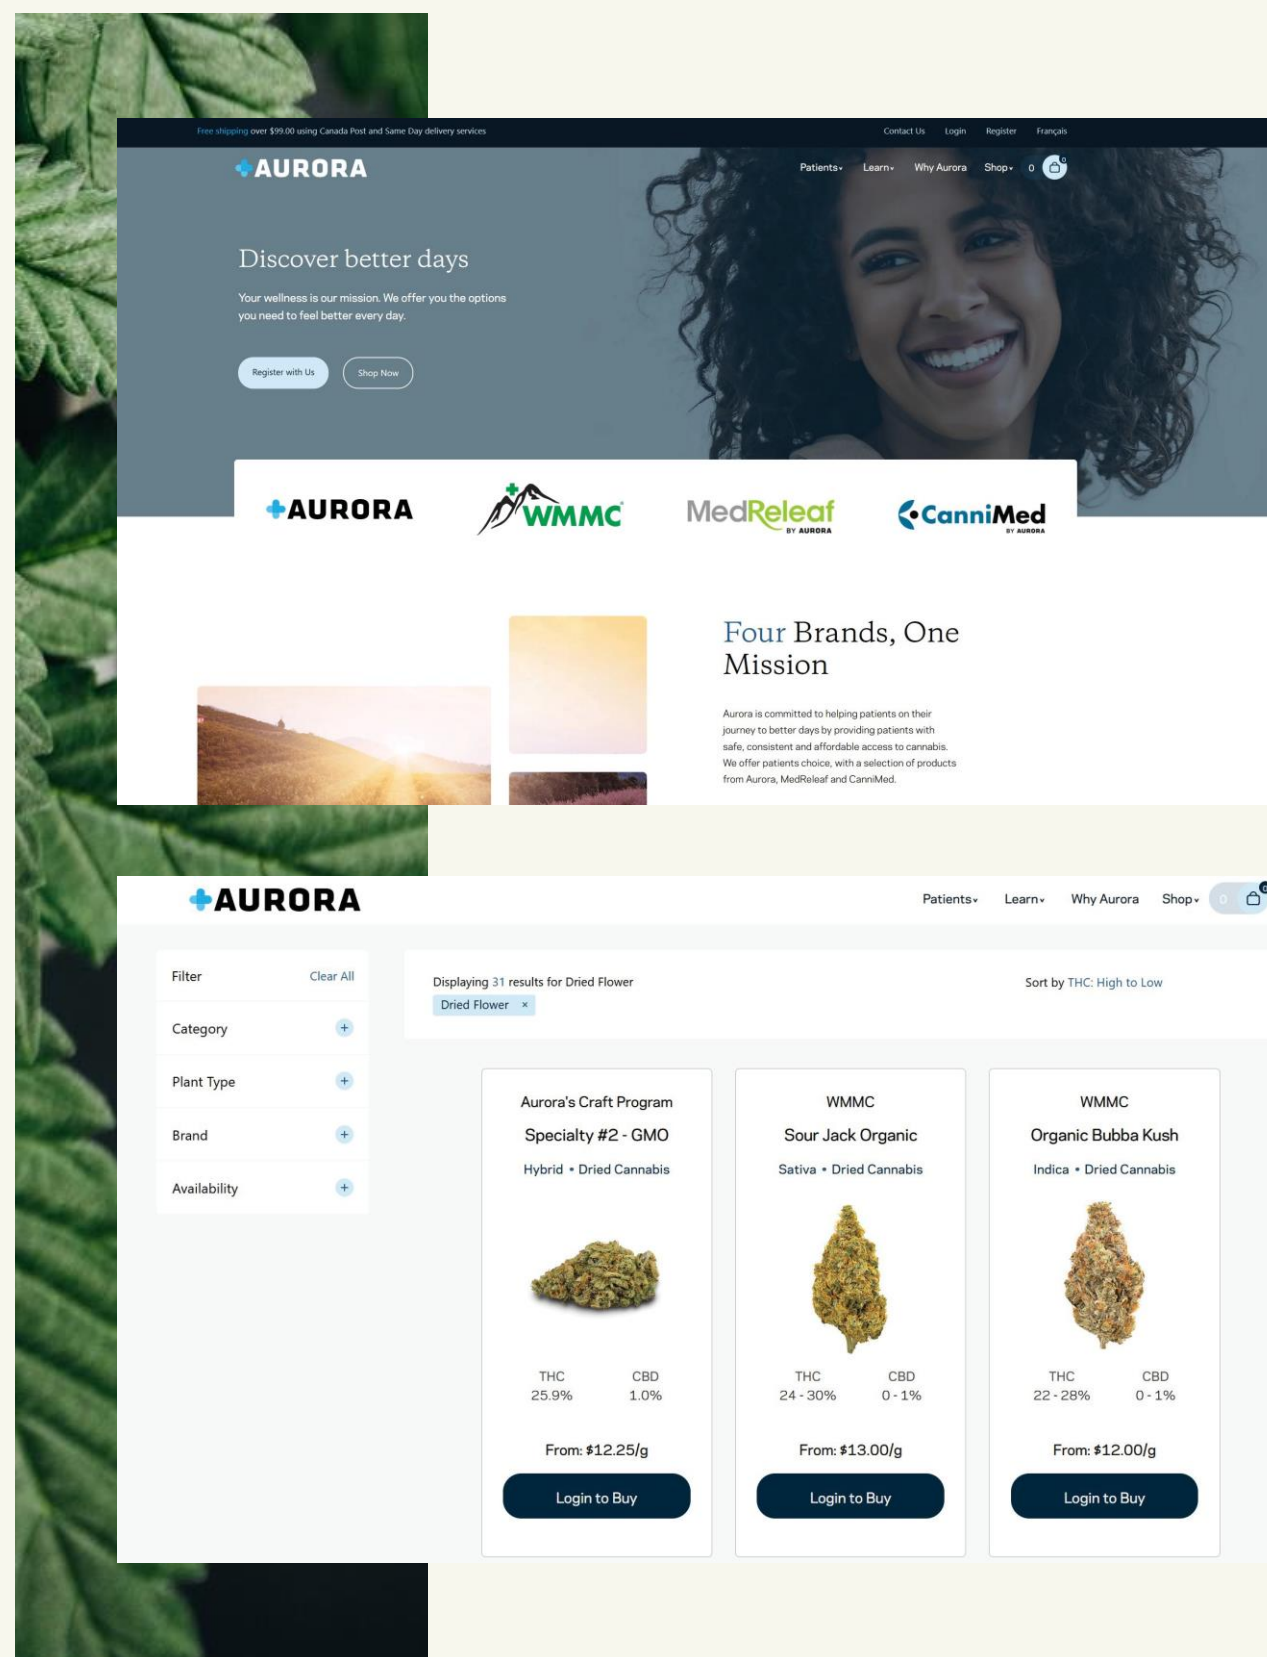 Free shipping over $99.00 using Canada Post and Same Day delivery services
Contact Us Login Register Français
AURORA
Patients Learn Why Aurora Shop 0 0
Discover better days
Your wellness is our mission. We offer you the options
you need to feel better every day.
Register with Us Shop Now
AURORA
WMMC
MedReleaf
BY AURORA
CanniMed
BY AURORA
Four Brands, One
Mission
Aurora is committed to helping patients on their
journey to better days by providing patients with
safe, consistent and affordable access to cannabis.
We offer patients choice, with a selection of products
from Aurora, MedReleaf and CanniMed.
AURORA
Patients Learn Why Aurora Shop 0 0
Filter Clear All
Category +
Plant Type +
Brand +
Availability +
Displaying 31 results for Dried Flower
Dried Flower ×
Sort by THC: High to Low
Aurora's Craft Program
Specialty #2 - GMO
Hybrid • Dried Cannabis
THC CBD
25.9% 1.0%
From: $12.25/g
Login to Buy
WMMC
Sour Jack Organic
Sativa • Dried Cannabis
THC CBD
24 - 30% 0 - 1%
From: $13.00/g
Login to Buy
WMMC
Organic Bubba Kush
Indica • Dried Cannabis
THC CBD
22 - 28% 0 - 1%
From: $12.00/g
Login to Buy